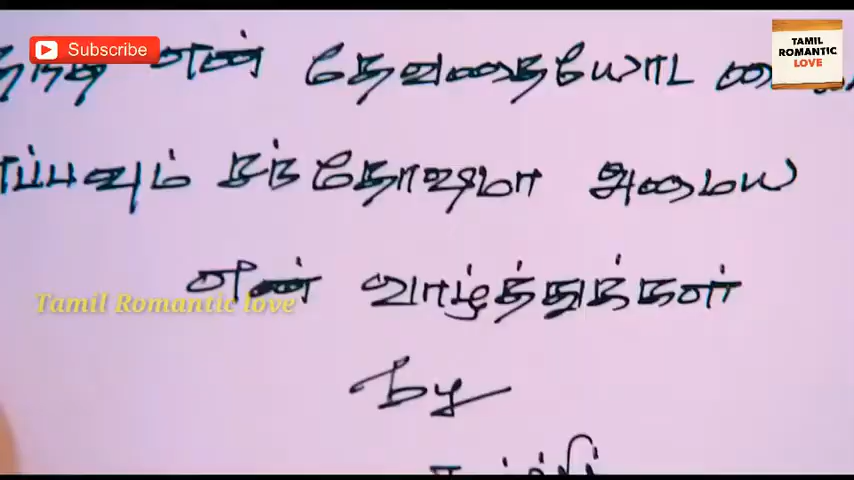 Subscribe
TAMIL
ROMANTIC
LOVE
என் தேவதையோட
சந்தோஷமா அமைய
என் வாழ்த்துக்கள்
Tamil Romantic love
by